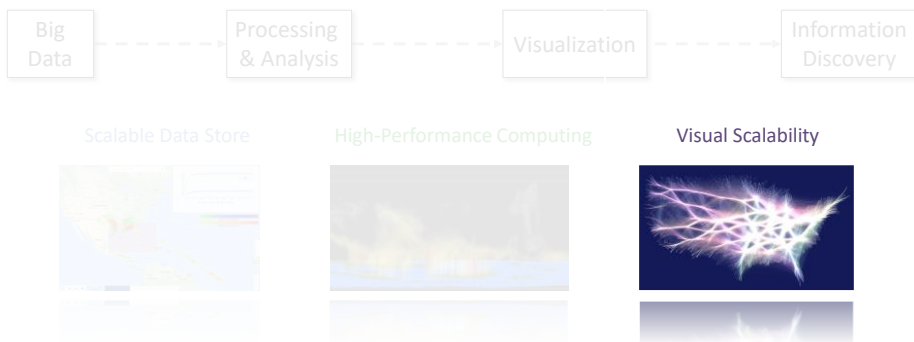 Big
Data
Processing
& Analysis
Visualization
Information
Discovery
Scalable Data Store
High-Performance Computing
Visual Scalability